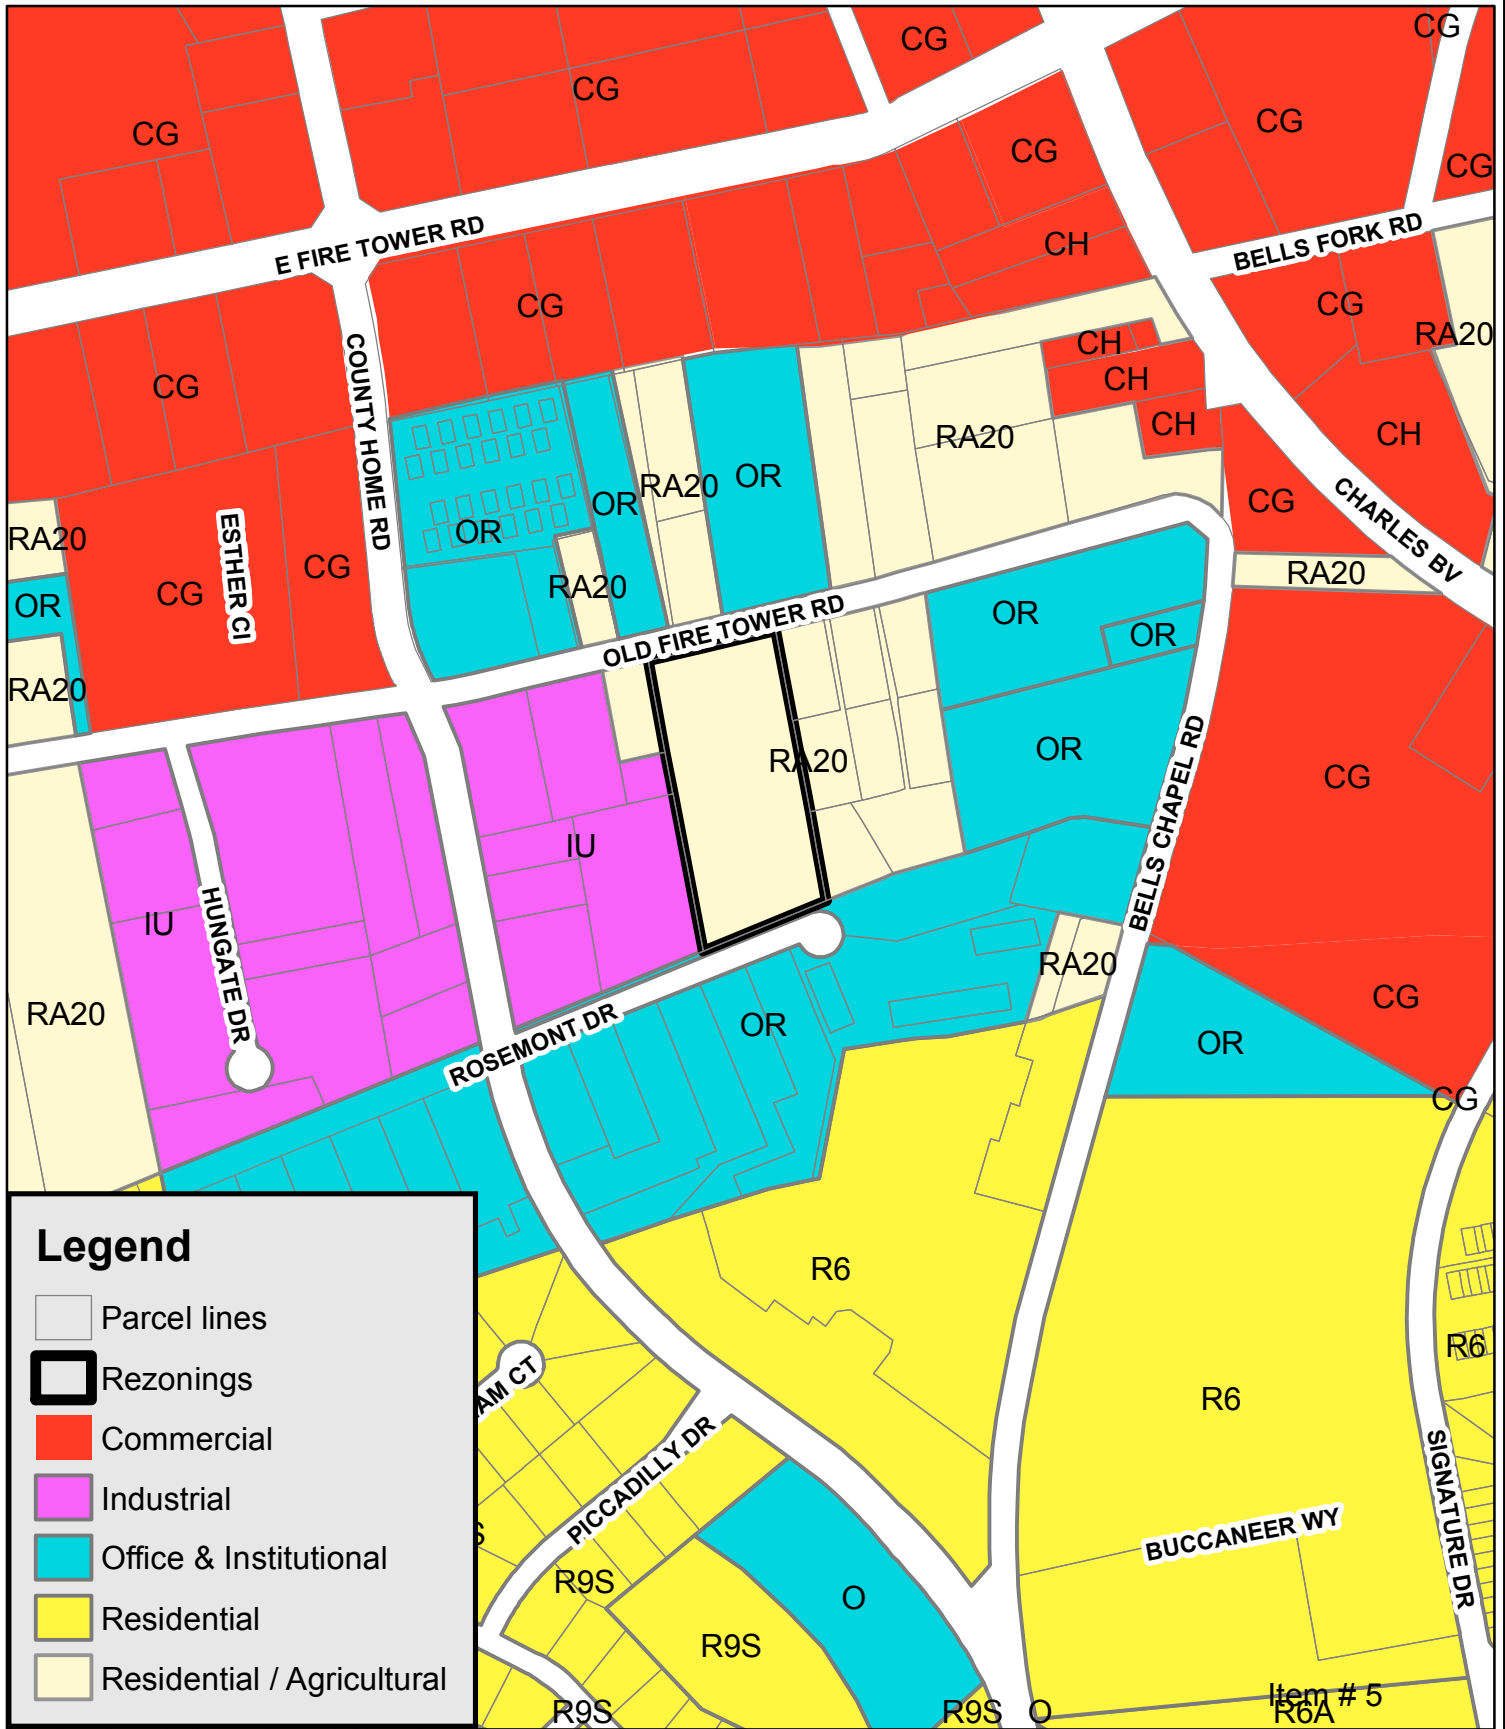 CG
CG
CG
CG
CG
CG
CG
E FIRE TOWER RD
CH
BELLS FORK RD
CG
CG
RA20
COUNTY HOME RD
CG
CH
CH
CH
CH
RA20
RA20
OR
OR
OR
CG
CHARLES BV
RA20
ESTHER CI
CG
CG
RA20
RA20
OR
OLD FIRE TOWER RD
OR
OR
RA20
OR
RA20
CG
BELLS CHAPEL RD
IU
IU
HUNGATE DR
RA20
RA20
CG
ROSEMONT DR
OR
OR
CG
Legend
Parcel lines
Rezonings
Commercial
Industrial
Office & Institutional
Residential
Residential / Agricultural
R6
R6
R6
AM CT
PICCADILLY DR
SIGNATURE DR
BUCCANEER WY
S
R9S
O
R9S
R9S
R9S
O
Item # 5
R6A